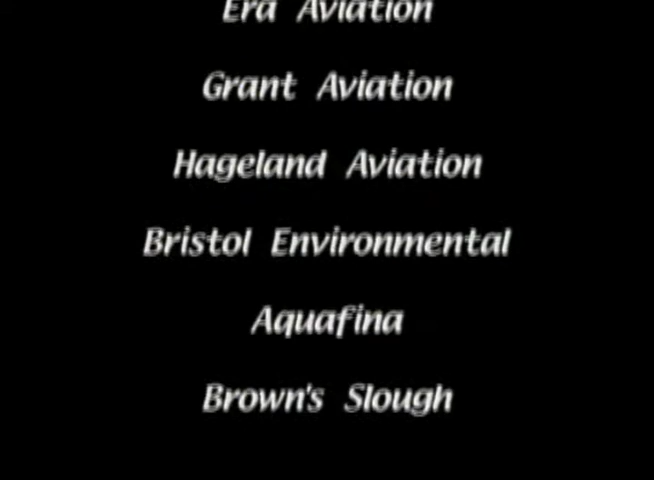 Era Aviation
Grant Aviation
Hageland Aviation
Bristol Environmental
Aquafina
Brown's Slough